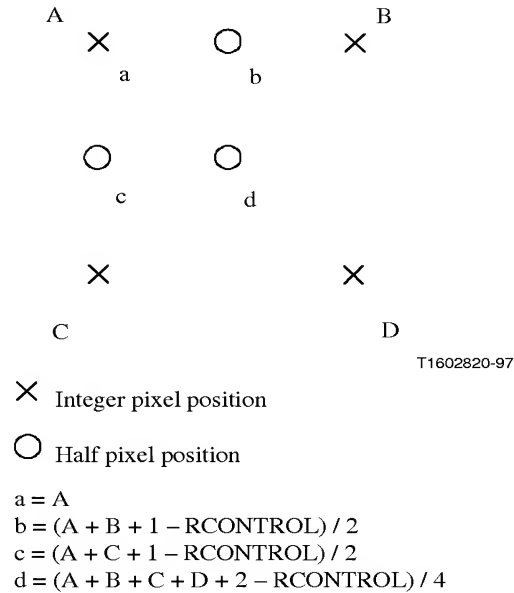 A
B
a
b
c
d
C
D
T1602820-97
Integer pixel position
Half pixel position
a = A
b = (A + B + 1 – RCONTROL) / 2
c = (A + C + 1 – RCONTROL) / 2
d = (A + B + C + D + 2 – RCONTROL) / 4